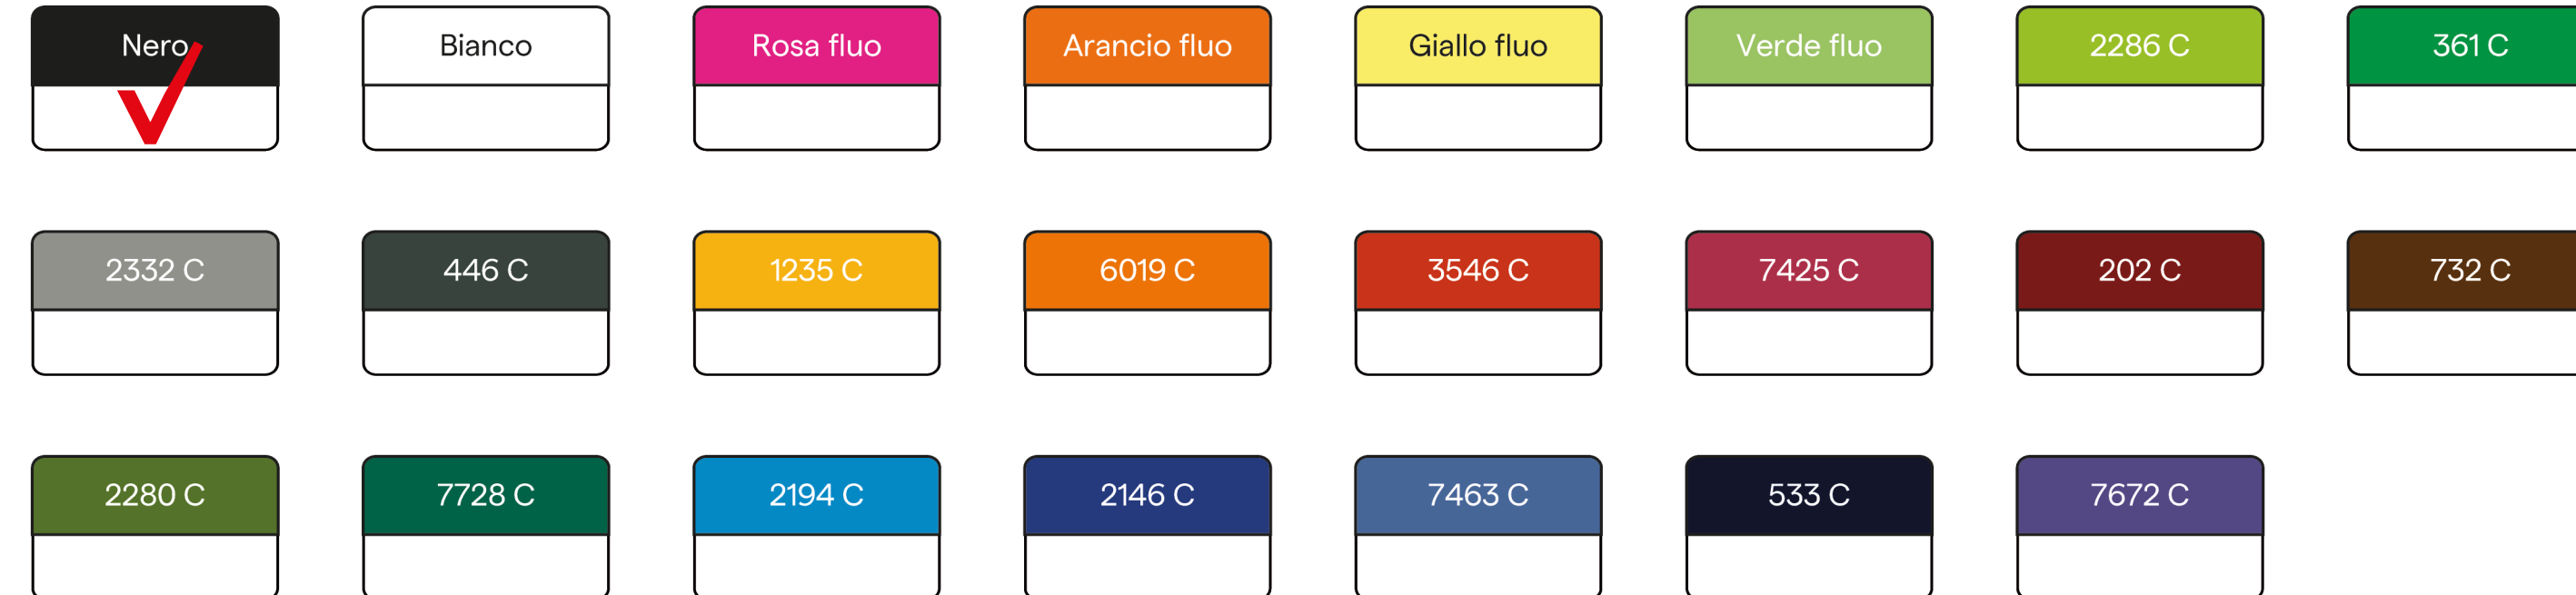 Nero
Bianco
Rosa fluo
Arancio fluo
Giallo fluo
Verde fluo
2286 C
361 C
2332 C
446 C
1235 C
6019 C
3546 C
7425 C
202 C
732 C
2280 C
7728 C
2194 C
2146 C
7463 C
533 C
7672 C